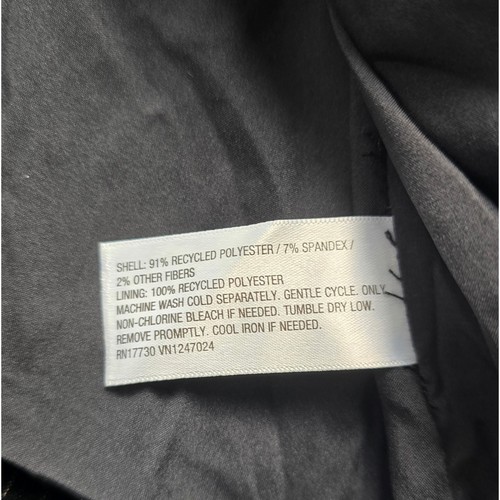 SHELL: 91% RECYCLED POLYESTER / 7% SPANDEX /
2% OTHER FIBERS
LINING: 100% RECYCLED POLYESTER
MACHINE WASH COLD SEPARATELY. GENTLE CYCLE. ONLY
NON-CHLORINE BLEACH IF NEEDED. TUMBLE DRY LOW.
REMOVE PROMPTLY. COOL IRON IF NEEDED.
RN17730 VN1247024